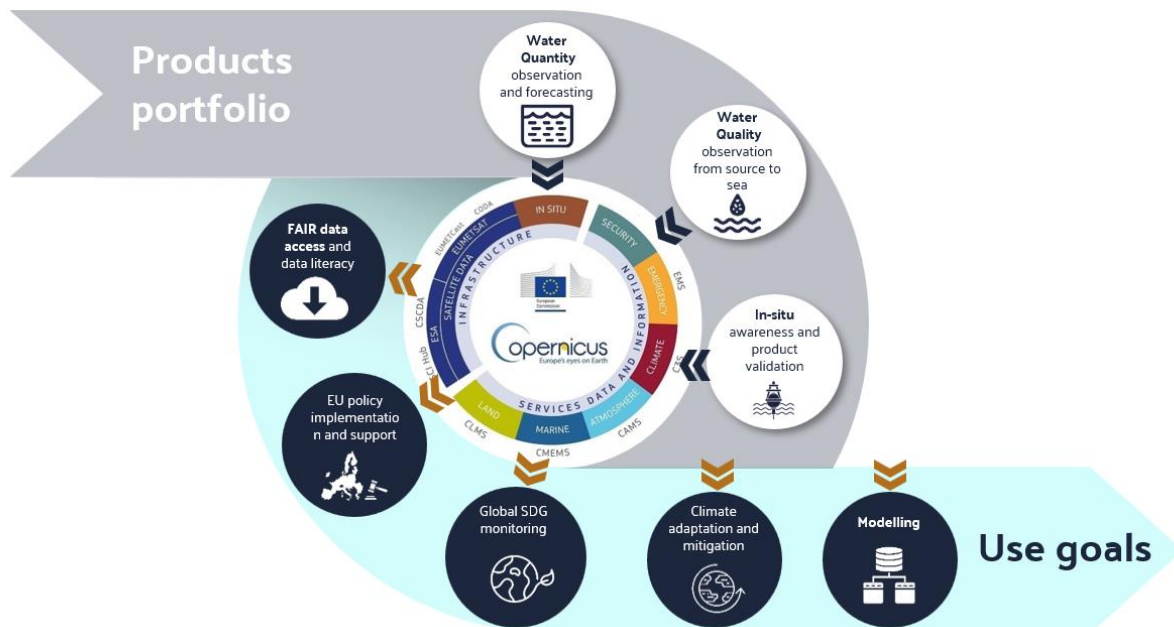 Products
portfolio
Water
Quantity
observation
and forecasting
Water
Quality
observation
from source to
sea
In-situ
awareness and
product
validation
FAIR data
access and
data literacy
EU policy
implementatio
n and support
Global SDG
monitoring
Climate
adaptation and
mitigation
Modelling
Use goals
IN SITU
SECURITY
EMERGENCY
CLIMATE
ATMOSPHERE
MARINE
LAND
ESA
SATELLITE DATA
EUMETSAT
INFRASTRUCTURE
SERVICES DATA AND INFORMATION
EMS
C3S
CAMS
CMEMS
CLMS
CSCDA
EUMETCast
CODA
European
Commission
opernicus
Europe's eyes on Earth